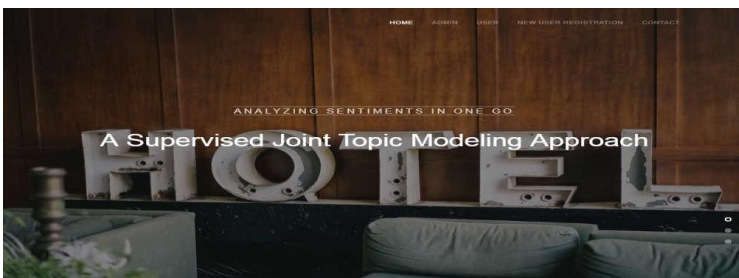 HOME ADMIN USER NEW USER REGISTRATION CONTACT
ANALYZING SENTIMENTS IN ONE GO
A Supervised Joint Topic Modeling Approach
HOTEL